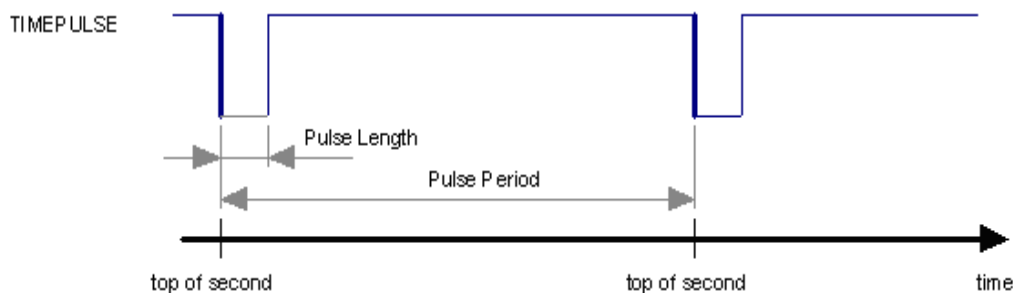 TIMEPULSE
Pulse Length
Pulse Period
top of second
top of second
time